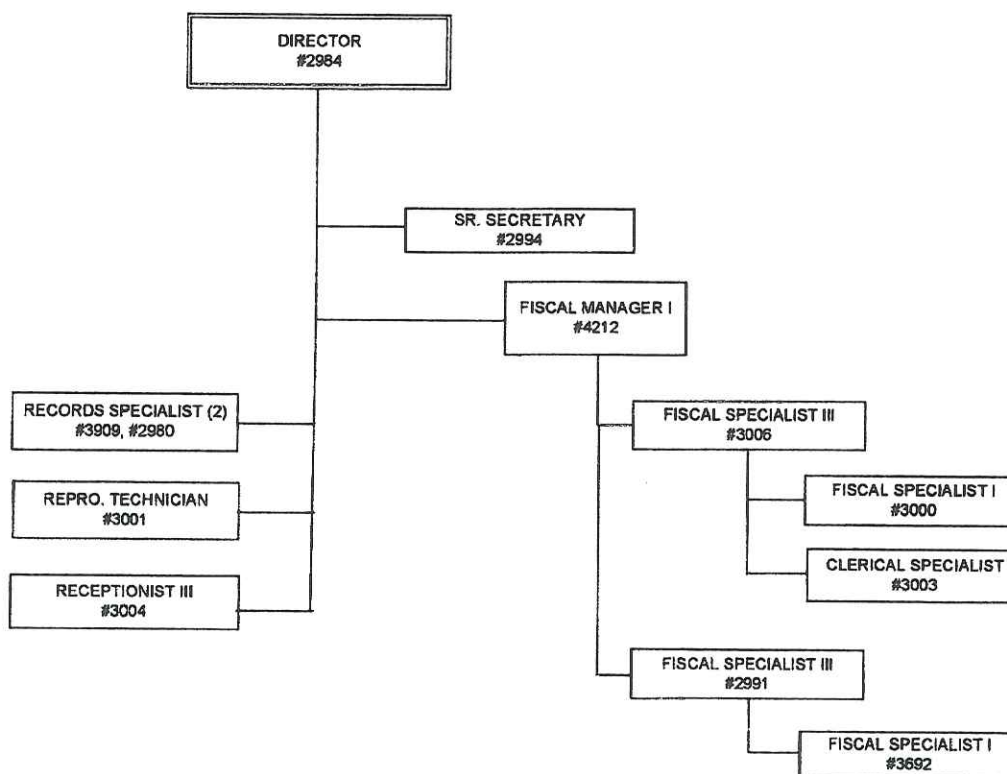 DIRECTOR
#2984
SR. SECRETARY
#2994
FISCAL MANAGER I
#4212
RECORDS SPECIALIST (2)
#3909, #2980
FISCAL SPECIALIST III
#3006
REPRO. TECHNICIAN
#3001
FISCAL SPECIALIST I
#3000
CLERICAL SPECIALIST
#3003
RECEPTIONIST III
#3004
FISCAL SPECIALIST III
#2991
FISCAL SPECIALIST I
#3692